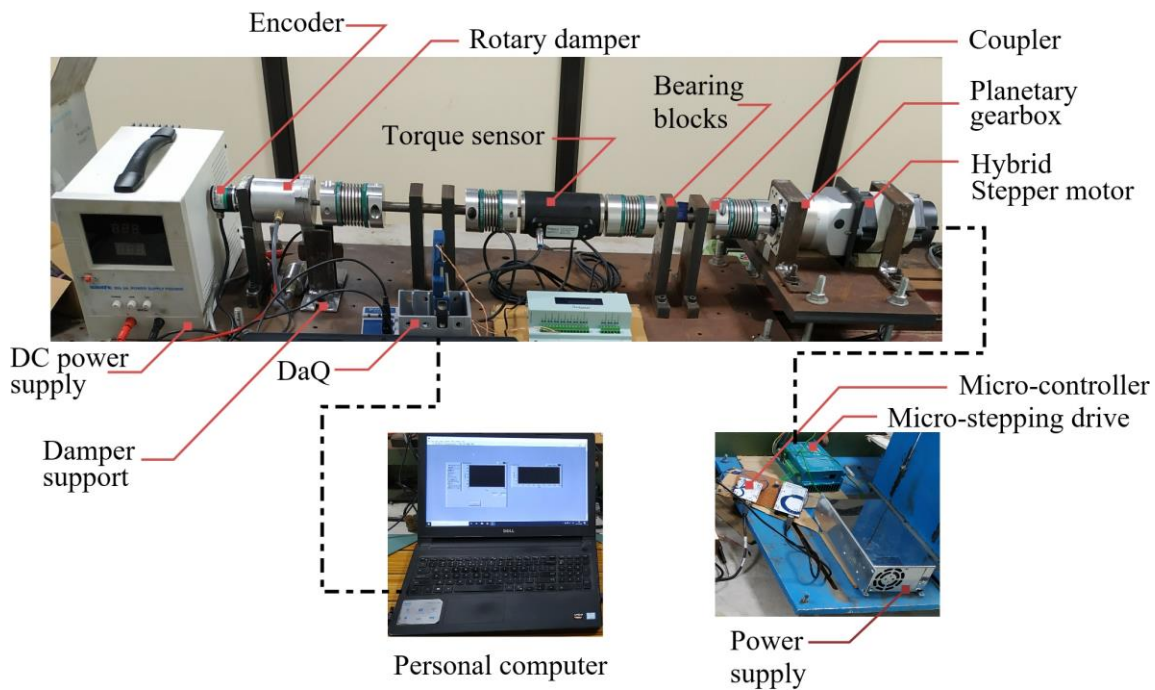 Encoder
Rotary damper
Coupler
Bearing
blocks
Planetary
gearbox
Torque sensor
Hybrid
Stepper motor
DC power
supply
DaQ
Damper
support
Micro-controller
Micro-stepping drive
DELL
Personal computer
Power
supply